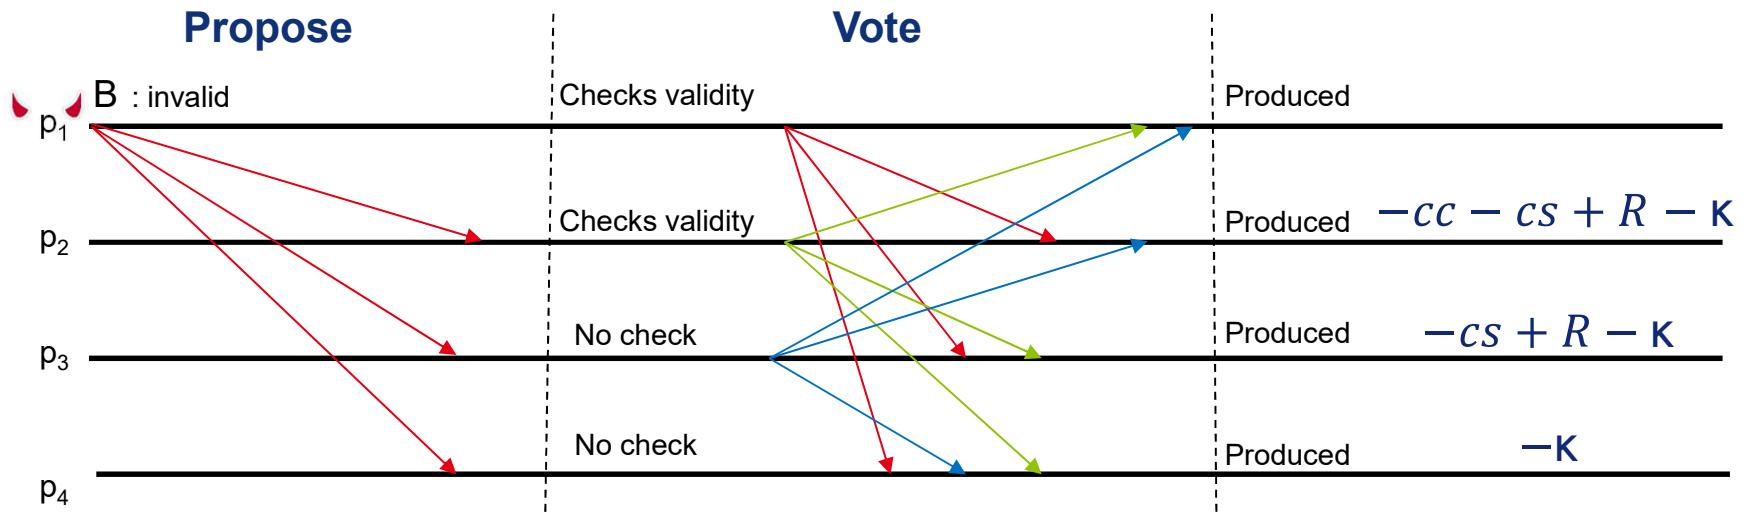 Propose Vote
B : invalid Checks validity Produced
p₁
Checks validity Produced −cc − cs + R − κ
p₂
No check Produced −cs + R − κ
p₃
No check Produced −κ
p₄